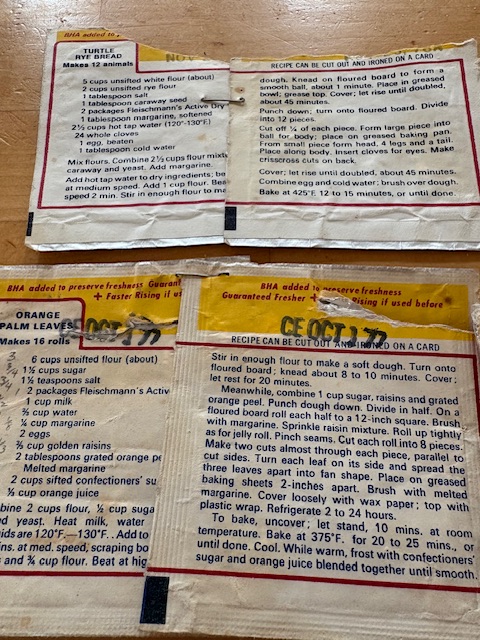 BHA added to
NOV
TURTLE
RYE BREAD
Makes 12 animals
5 cups unsifted white flour (about)
2 cups unsifted rye flour
1 tablespoon salt
1 tablespoon caraway seed
2 packages Fleischmann's Active Dry
1 tablespoon margarine, softened
2½ cups hot tap water (120°-130°F)
24 whole cloves
1 egg, beaten
1 tablespoon cold water
Mix flours. Combine 2½ cups flour
caraway and yeast. Add margarine.
Add hot tap water to dry ingredients; be
at medium speed. Add 1 cup flour. Bea
speed 2 min. Stir in enough flour to
RECIPE CAN BE CUT OUT AND IRONED ON A CARD
dough. Knead on floured board to form a
smooth ball, about 1 minute. Place in greased
bowl; grease top. Cover; let rise until doubled,
about 45 minutes.
Punch down; turn onto floured board. Divide
into 12 pieces.
Cut off ¼ of each piece. Form large piece into
ball for body; place on greased baking pan.
From small piece form head, 4 legs and a tail.
Place along body. Insert cloves for eyes. Make
crisscross cuts on back.
Cover; let rise until doubled, about 45 minutes.
Combine egg and cold water; brush over dough.
Bake at 425°F. 12 to 15 minutes, or until done.
BHA added to preserve freshness Guaran
+ Faster Rising if us
ORANGE
PALM LEAVES
OCT 77
Makes 16 rolls
6 cups unsifted flour (about)
1½ cups sugar
1½ teaspoons salt
2 packages Fleischmann's Activ
1 cup milk
⅔ cup water
¼ cup margarine
2 eggs
⅔ cup golden raisins
2 tablespoons grated orange pe
Melted margarine
2 cups sifted confectioners' su
⅓ cup orange juice
bine 2 cups flour, ½ cup suga
d yeast. Heat milk, water
ids are 120°F.—130°F. Add to
ins. at med. speed, scraping bo
s and ¾ cup flour. Beat at hig
BHA added to preserve freshness
Guaranteed Fresher + Rising if used before
CE OCT 1 77
RECIPE CAN BE CUT OUT AND IRONED ON A CARD
Stir in enough flour to make a soft dough. Turn onto
floured board; knead about 8 to 10 minutes. Cover;
let rest for 20 minutes.
Meanwhile, combine 1 cup sugar, raisins and grated
orange peel. Punch dough down. Divide in half. On a
floured board roll each half to a 12-inch square. Brush
with margarine. Sprinkle raisin mixture. Roll up tightly
as for jelly roll. Pinch seams. Cut each roll into 8 pieces.
Make two cuts almost through each piece, parallel to
cut sides. Turn each leaf on its side and spread the
three leaves apart into fan shape. Place on greased
baking sheets 2-inches apart. Brush with melted
margarine. Cover loosely with wax paper; top with
plastic wrap. Refrigerate 2 to 24 hours.
To bake, uncover; let stand, 10 mins. at room
temperature. Bake at 375°F. for 20 to 25 mins., or
until done. Cool. While warm, frost with confectioners'
sugar and orange juice blended together until smooth.